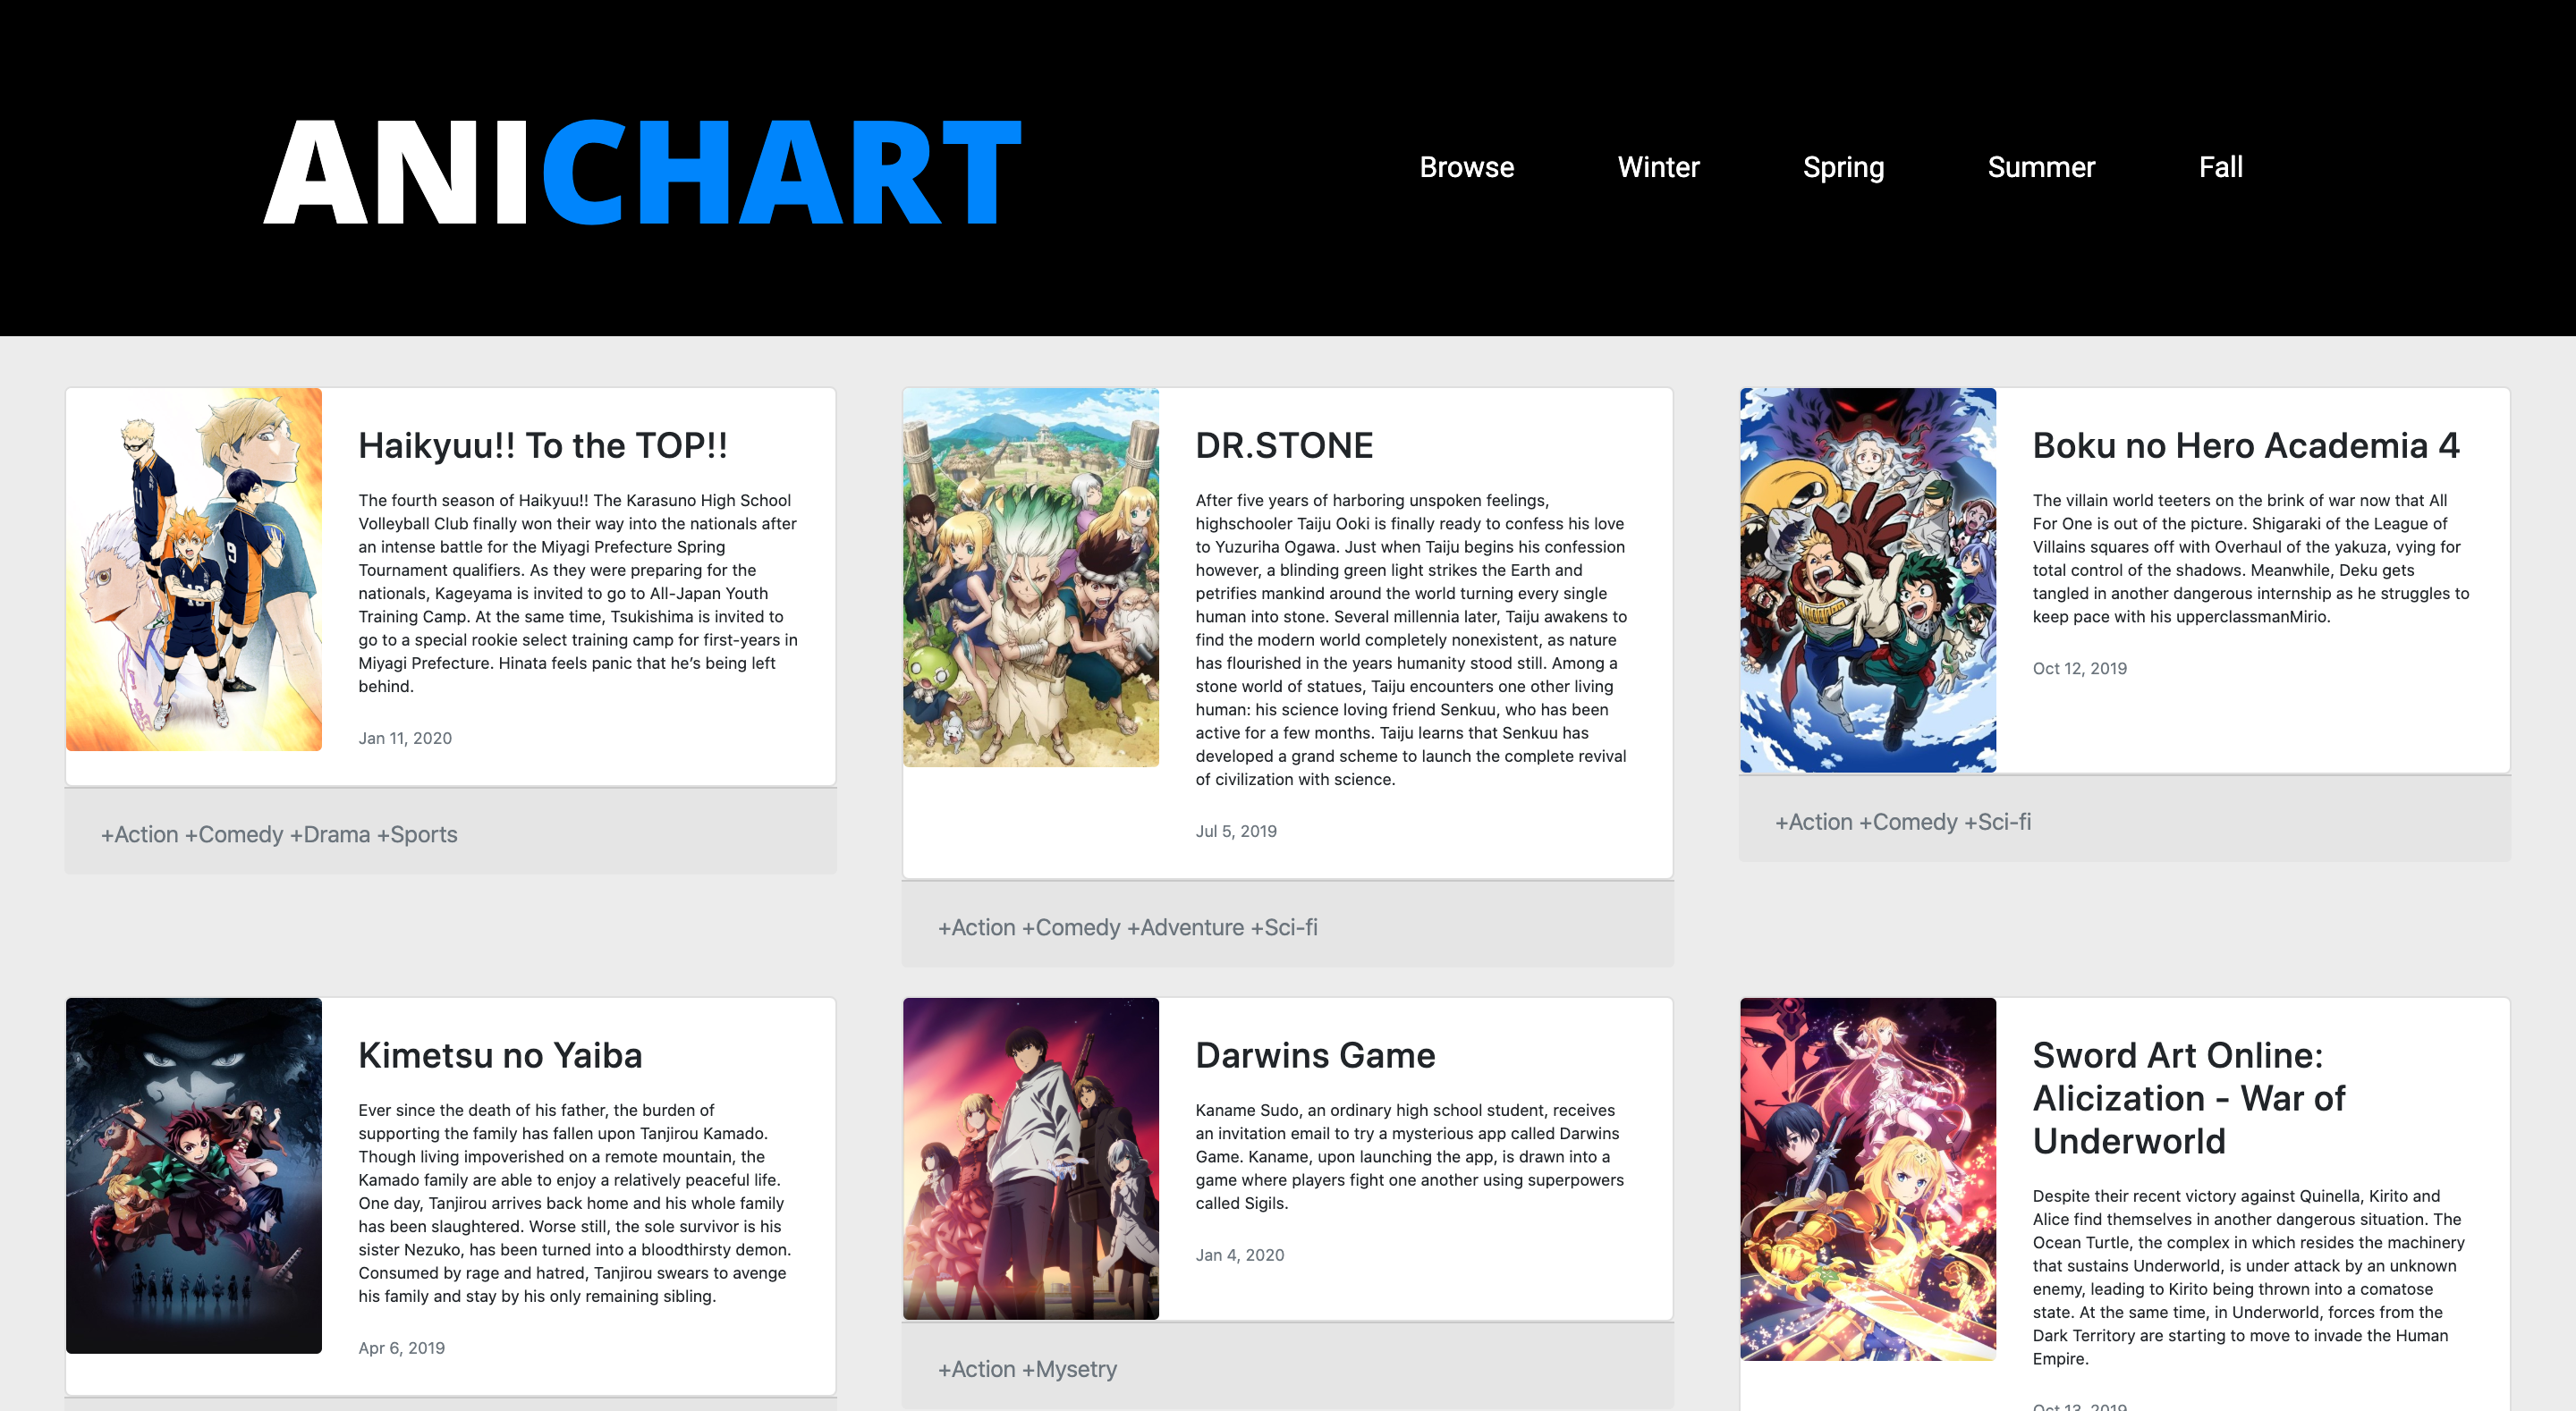 ANICHART
Browse Winter Spring Summer Fall
Haikyuu!! To the TOP!!
The fourth season of Haikyuu!! The Karasuno High School
Volleyball Club finally won their way into the nationals after
an intense battle for the Miyagi Prefecture Spring
Tournament qualifiers. As they were preparing for the
nationals, Kageyama is invited to go to All-Japan Youth
Training Camp. At the same time, Tsukishima is invited to
go to a special rookie select training camp for first-years in
Miyagi Prefecture. Hinata feels panic that he’s being left
behind.
Jan 11, 2020
+Action +Comedy +Drama +Sports
DR.STONE
After five years of harboring unspoken feelings,
highschooler Taiju Ooki is finally ready to confess his love
to Yuzuriha Ogawa. Just when Taiju begins his confession
however, a blinding green light strikes the Earth and
petrifies mankind around the world turning every single
human into stone. Several millennia later, Taiju awakens to
find the modern world completely nonexistent, as nature
has flourished in the years humanity stood still. Among a
stone world of statues, Taiju encounters one other living
human: his science loving friend Senkuu, who has been
active for a few months. Taiju learns that Senkuu has
developed a grand scheme to launch the complete revival
of civilization with science.
Jul 5, 2019
+Action +Comedy +Adventure +Sci-fi
Boku no Hero Academia 4
The villain world teeters on the brink of war now that All
For One is out of the picture. Shigaraki of the League of
Villains squares off with Overhaul of the yakuza, vying for
total control of the shadows. Meanwhile, Deku gets
tangled in another dangerous internship as he struggles to
keep pace with his upperclassmanMirio.
Oct 12, 2019
+Action +Comedy +Sci-fi
Kimetsu no Yaiba
Ever since the death of his father, the burden of
supporting the family has fallen upon Tanjirou Kamado.
Though living impoverished on a remote mountain, the
Kamado family are able to enjoy a relatively peaceful life.
One day, Tanjirou arrives back home and his whole family
has been slaughtered. Worse still, the sole survivor is his
sister Nezuko, has been turned into a bloodthirsty demon.
Consumed by rage and hatred, Tanjirou swears to avenge
his family and stay by his only remaining sibling.
Apr 6, 2019
Darwins Game
Kaname Sudo, an ordinary high school student, receives
an invitation email to try a mysterious app called Darwins
Game. Kaname, upon launching the app, is drawn into a
game where players fight one another using superpowers
called Sigils.
Jan 4, 2020
+Action +Mysetry
Sword Art Online:
Alicization - War of
Underworld
Despite their recent victory against Quinella, Kirito and
Alice find themselves in another dangerous situation. The
Ocean Turtle, the complex in which resides the machinery
that sustains Underworld, is under attack by an unknown
enemy, leading to Kirito being thrown into a comatose
state. At the same time, in Underworld, forces from the
Dark Territory are starting to move to invade the Human
Empire.
Oct 13, 2019